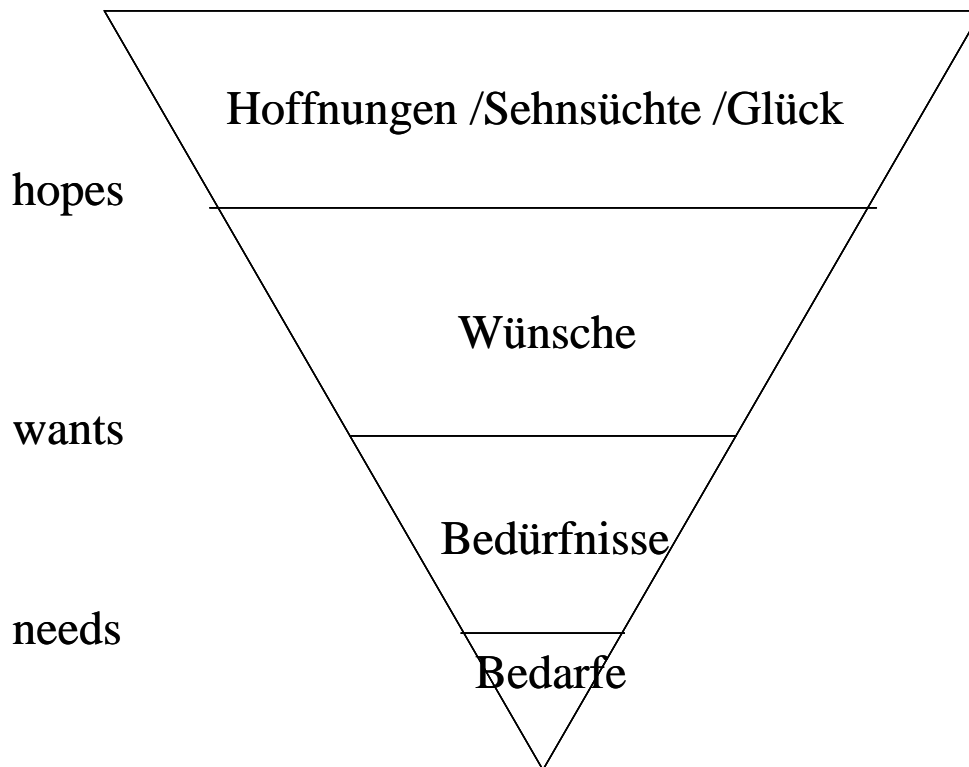 Hoffnungen /Sehnsüchte /Glück
hopes
Wünsche
wants
Bedürfnisse
needs
Bedarfe